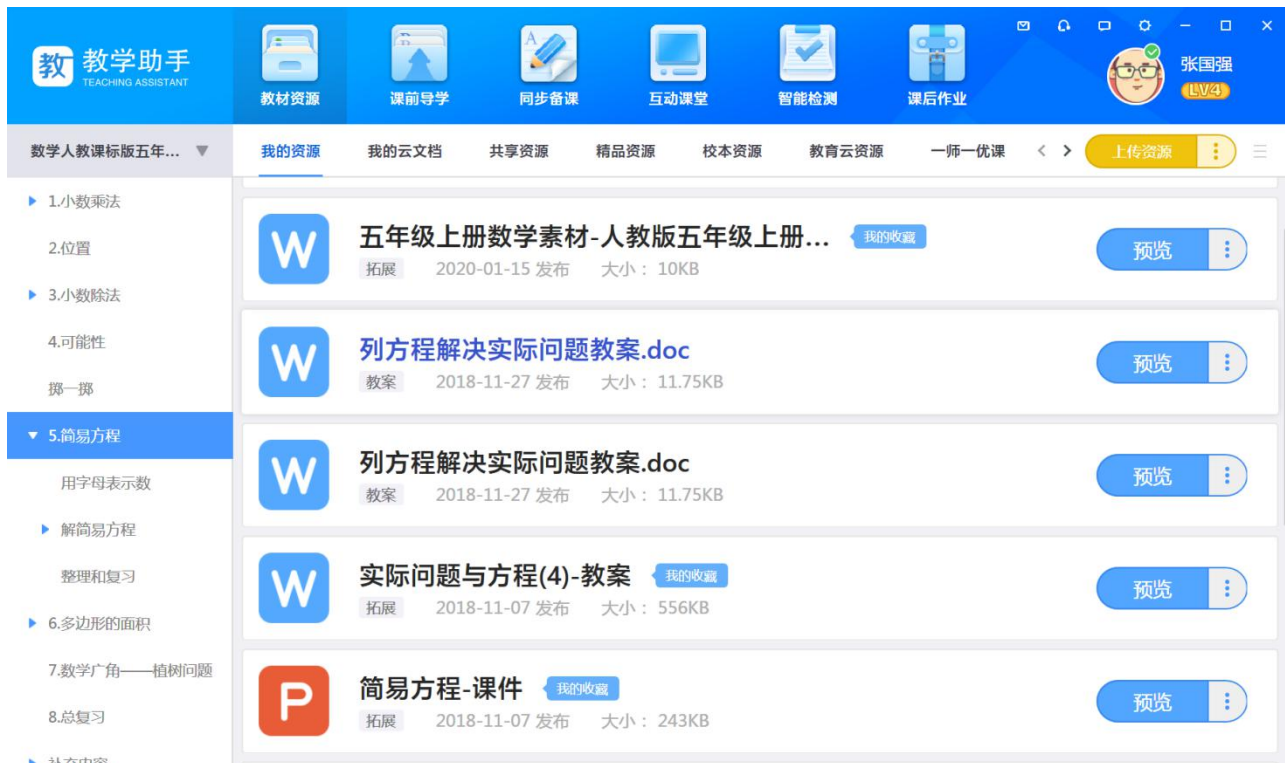 教 教学助手
TEACHING ASSISTANT
教材资源 课前导学 同步备课 互动课堂 智能检测 课后作业
张国强
LV4
数学人教课标版五年...
我的资源 我的云文档 共享资源 精品资源 校本资源 教育云资源 一师一优课 上传资源
1.小数乘法
2.位置
3.小数除法
4.可能性
掷一掷
5.简易方程
用字母表示数
解简易方程
整理和复习
6.多边形的面积
7.数学广角——植树问题
8.总复习
补充内容
五年级上册数学素材-人教版五年级上册... 我的收藏
拓展 2020-01-15 发布 大小： 10KB
预览
列方程解决实际问题教案.doc
教案 2018-11-27 发布 大小： 11.75KB
预览
列方程解决实际问题教案.doc
教案 2018-11-27 发布 大小： 11.75KB
预览
实际问题与方程(4)-教案 我的收藏
拓展 2018-11-07 发布 大小： 556KB
预览
简易方程-课件 我的收藏
拓展 2018-11-07 发布 大小： 243KB
预览